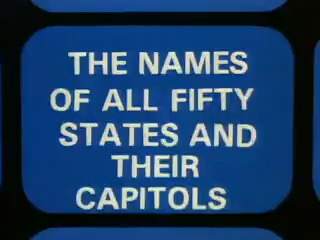 THE NAMES
OF ALL FIFTY
STATES AND
THEIR
CAPITOLS